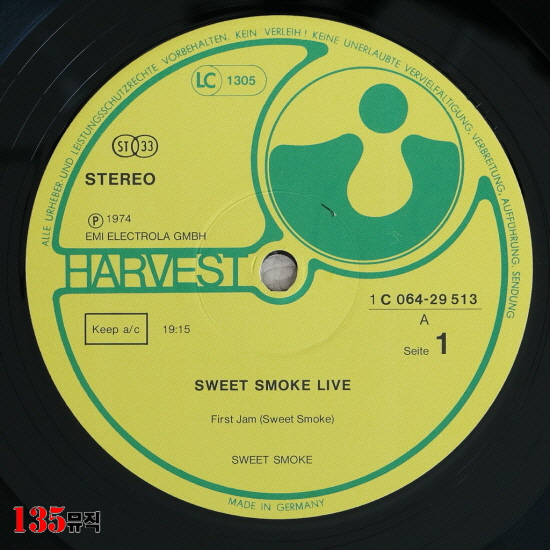 ALLE URHEBER- UND LEISTUNGSSCHUTZRECHTE VORBEHALTEN. KEIN VERLEIH! KEINE UNERLAUBTE VERVIELFALTIGUNG, VERBREITUNG, AUFFÜHRUNG, SENDUNG
LC 1305
ST 33
STEREO
℗ 1974
EMI ELECTROLA GMBH
HARVEST
1 C 064-29 513
A
Keep a/c 19:15
Seite 1
SWEET SMOKE LIVE
First Jam (Sweet Smoke)
SWEET SMOKE
MADE IN GERMANY
135뮤직